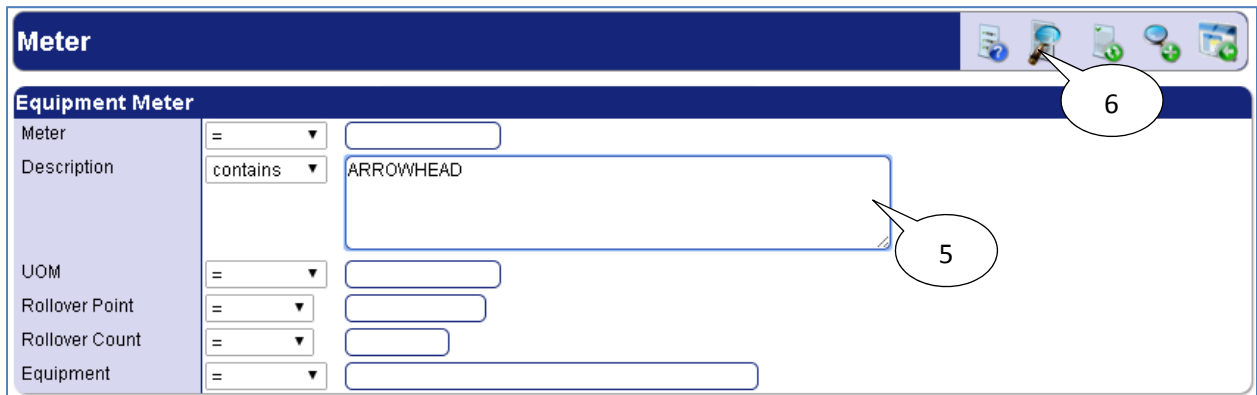 Meter
6
Equipment Meter
Meter =
Description contains ARROWHEAD
5
UOM =
Rollover Point =
Rollover Count =
Equipment =